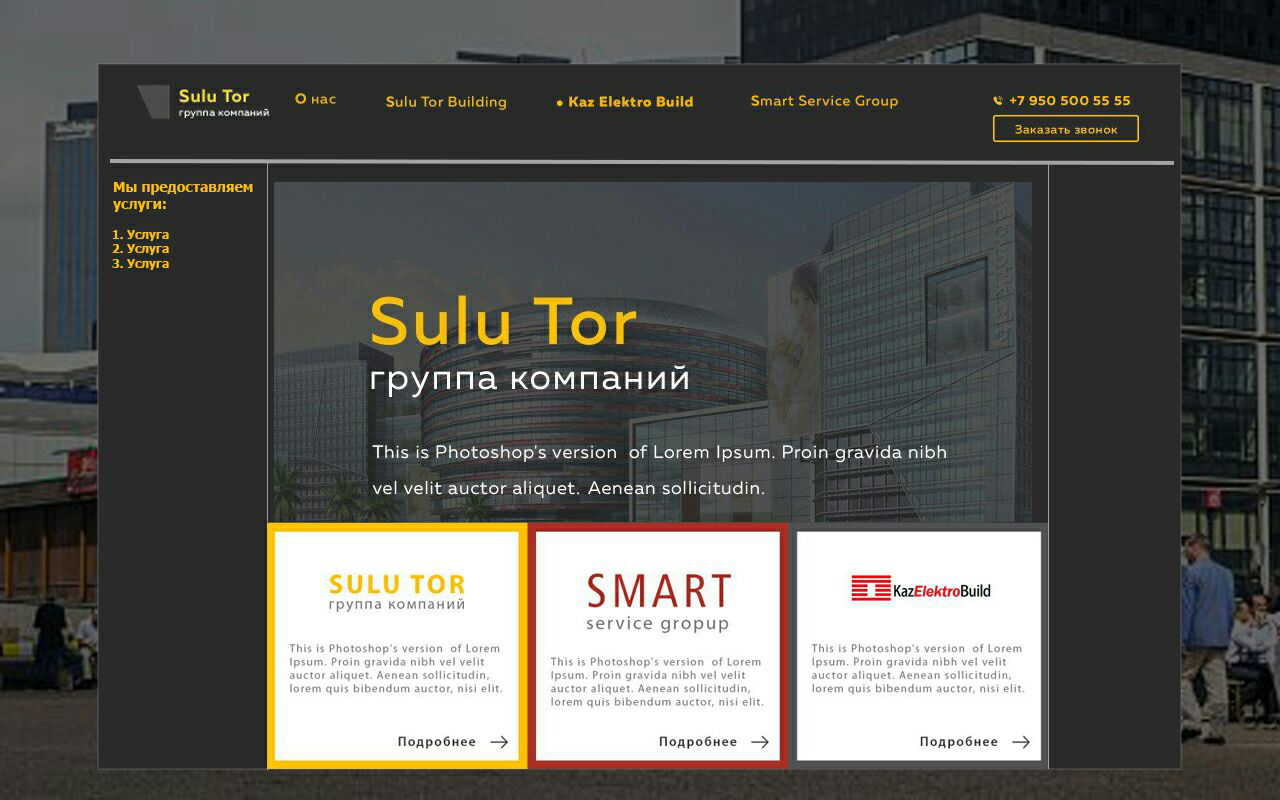 Sulu Tor
группа компаний
О нас
Sulu Tor Building
• Kaz Elektro Build
Smart Service Group
+7 950 500 55 55
Заказать звонок
Мы предоставляем
услуги:
1. Услуга
2. Услуга
3. Услуга
network city
Sulu Tor
группа компаний
This is Photoshop's version of Lorem Ipsum. Proin gravida nibh
vel velit auctor aliquet. Aenean sollicitudin.
SULU TOR
группа компаний
This is Photoshop's version of Lorem
Ipsum. Proin gravida nibh vel velit
auctor aliquet. Aenean sollicitudin,
lorem quis bibendum auctor, nisi elit.
Подробнее
SMART
service gropup
This is Photoshop's version of Lorem
Ipsum. Proin gravida nibh vel velit
auctor aliquet. Aenean sollicitudin,
lorem quis bibendum auctor, nisi elit.
Подробнее
KazElektroBuild
This is Photoshop's version of Lorem
Ipsum. Proin gravida nibh vel velit
auctor aliquet. Aenean sollicitudin,
lorem quis bibendum auctor, nisi elit.
Подробнее